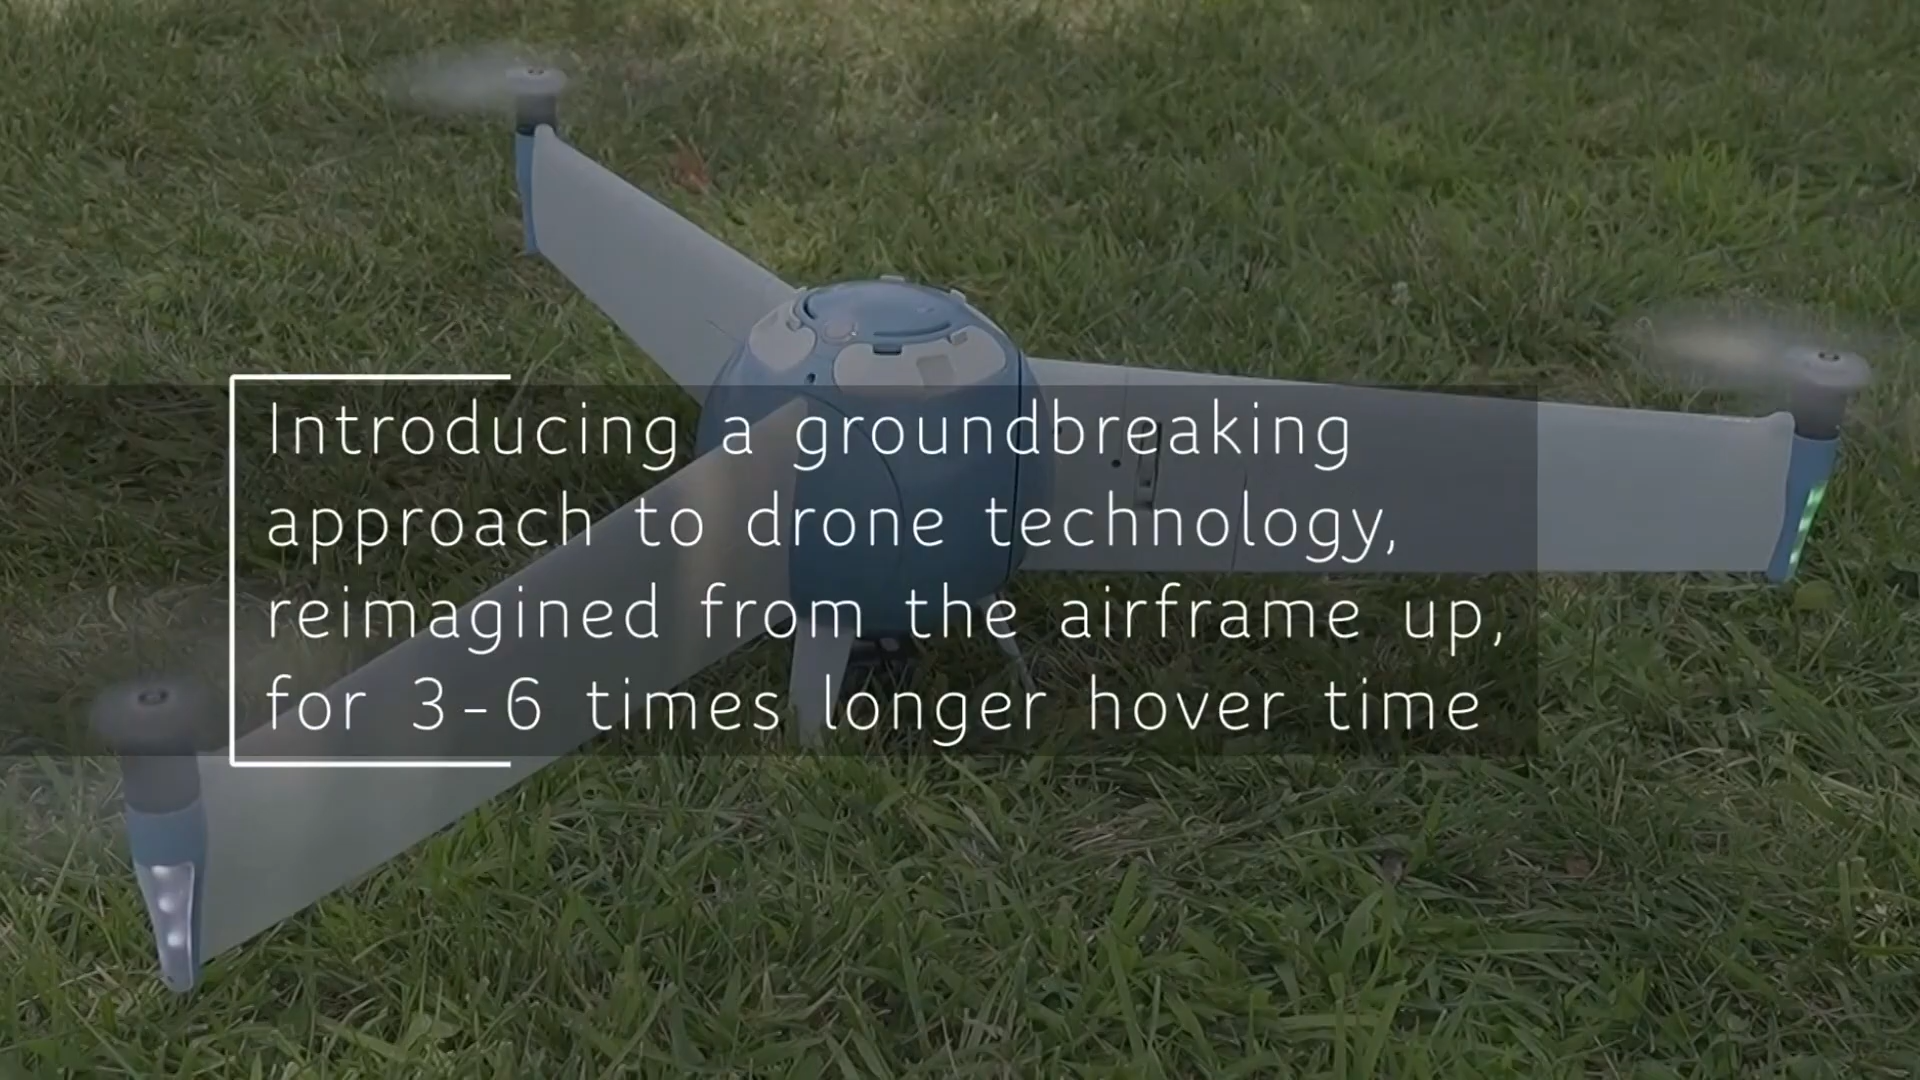 Introducing a groundbreaking
approach to drone technology,
reimagined from the airframe up,
for 3-6 times longer hover time